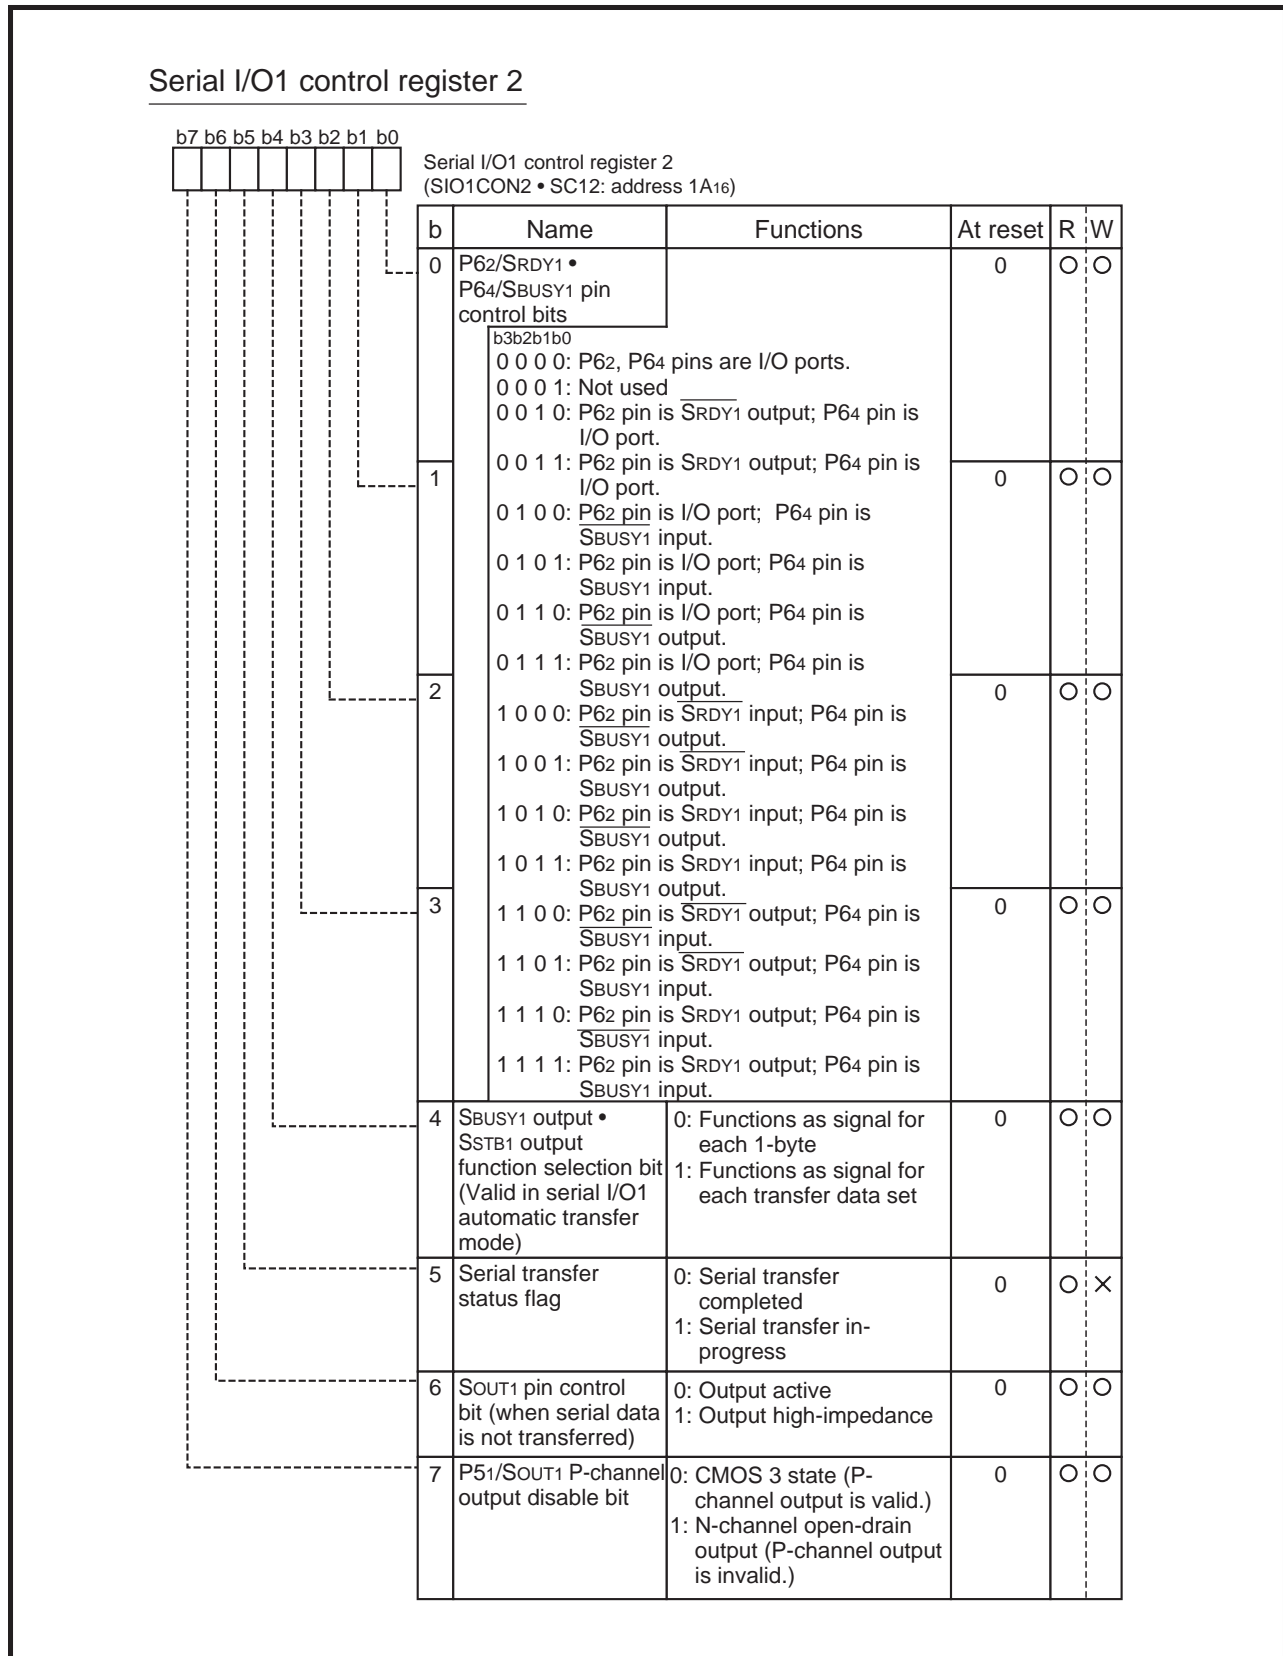 Serial I/O1 control register 2
b7 b6 b5 b4 b3 b2 b1 b0
Serial I/O1 control register 2
(SIO1CON2 • SC12: address 1A16)
b Name Functions At reset R W
0 P62/SRDY1 • 0 O O
P64/SBUSY1 pin
control bits
b3b2b1b0
0 0 0 0: P62, P64 pins are I/O ports.
0 0 0 1: Not used
0 0 1 0: P62 pin is S̅R̅D̅Y̅1̅ output; P64 pin is
I/O port.
0 0 1 1: P62 pin is SRDY1 output; P64 pin is
1 0 O O
I/O port.
0 1 0 0: P62 pin is I/O port; P64 pin is
S̅B̅U̅S̅Y̅1̅ input.
0 1 0 1: P62 pin is I/O port; P64 pin is
SBUSY1 input.
0 1 1 0: P62 pin is I/O port; P64 pin is
S̅B̅U̅S̅Y̅1̅ output.
0 1 1 1: P62 pin is I/O port; P64 pin is
2 SBUSY1 output. 0 O O
1 0 0 0: P62 pin is S̅R̅D̅Y̅1̅ input; P64 pin is
S̅B̅U̅S̅Y̅1̅ output.
1 0 0 1: P62 pin is S̅R̅D̅Y̅1̅ input; P64 pin is
SBUSY1 output.
1 0 1 0: P62 pin is SRDY1 input; P64 pin is
S̅B̅U̅S̅Y̅1̅ output.
1 0 1 1: P62 pin is SRDY1 input; P64 pin is
SBUSY1 output.
3 0 O O
1 1 0 0: P62 pin is S̅R̅D̅Y̅1̅ output; P64 pin is
S̅B̅U̅S̅Y̅1̅ input.
1 1 0 1: P62 pin is S̅R̅D̅Y̅1̅ output; P64 pin is
SBUSY1 input.
1 1 1 0: P62 pin is SRDY1 output; P64 pin is
S̅B̅U̅S̅Y̅1̅ input.
1 1 1 1: P62 pin is SRDY1 output; P64 pin is
SBUSY1 input.
4 SBUSY1 output • 0: Functions as signal for 0 O O
SSTB1 output each 1-byte
function selection bit 1: Functions as signal for
(Valid in serial I/O1 each transfer data set
automatic transfer
mode)
5 Serial transfer 0: Serial transfer 0 O ×
status flag completed
1: Serial transfer in-
progress
6 SOUT1 pin control 0: Output active 0 O O
bit (when serial data 1: Output high-impedance
is not transferred)
7 P51/SOUT1 P-channel 0: CMOS 3 state (P- 0 O O
output disable bit channel output is valid.)
1: N-channel open-drain
output (P-channel output
is invalid.)